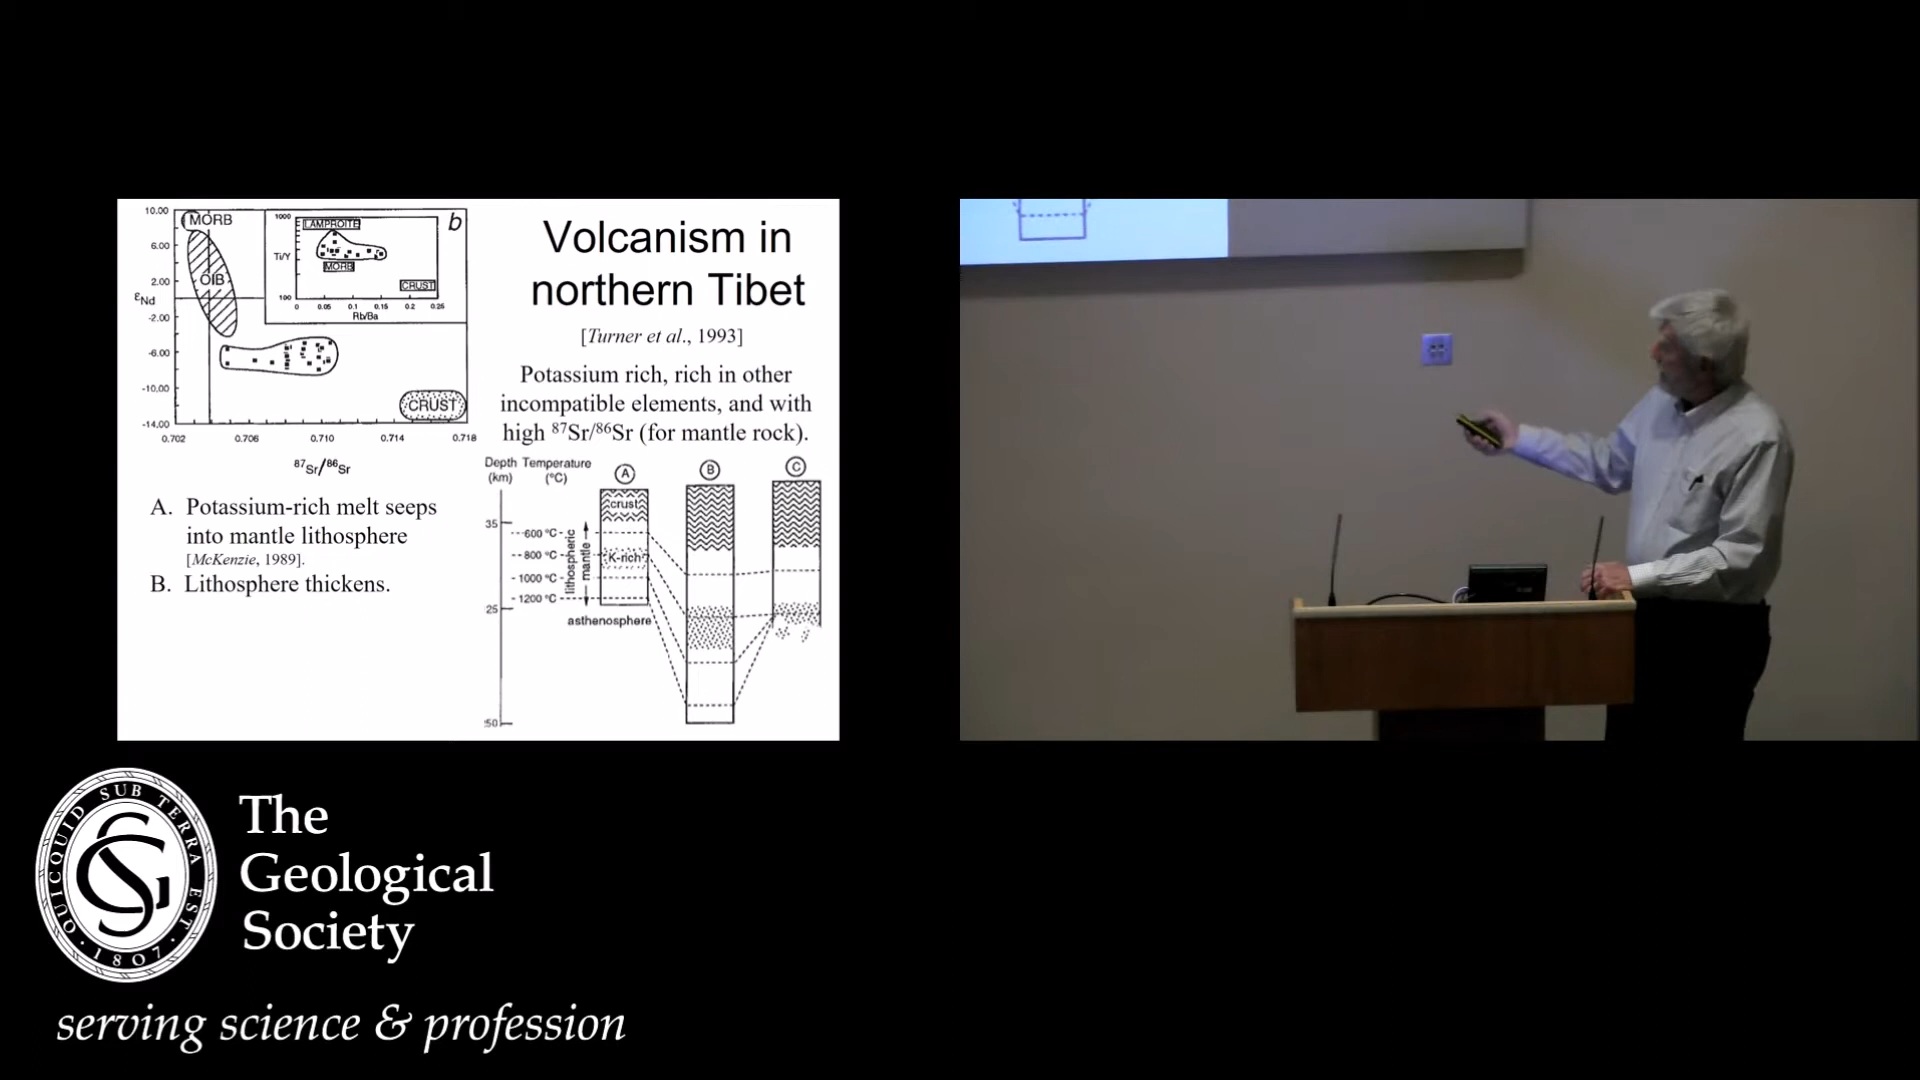 10.00
6.00
2.00
εNd
-2.00
-6.00
-10.00
-14.00
MORB
OIB
CRUST
0.702 0.706 0.710 0.714 0.718
87Sr/86Sr
b
1000
Ti/Y
100
LAMPROITE
MORB
CRUST
0 0.05 0.1 0.15 0.2 0.25
Rb/Ba
Volcanism in
northern Tibet
[Turner et al., 1993]
Potassium rich, rich in other
incompatible elements, and with
high 87Sr/86Sr (for mantle rock).
A. Potassium-rich melt seeps
into mantle lithosphere
[McKenzie, 1989].
B. Lithosphere thickens.
Depth Temperature
(km) (°C)
A B C
crust
35
600 °C
800 °C
K-rich
1000 °C
1200 °C
lithospheric
mantle
25
asthenosphere
50
The
Geological
Society
QUICQUID SUB TERRA EST
1807
GS
serving science & profession